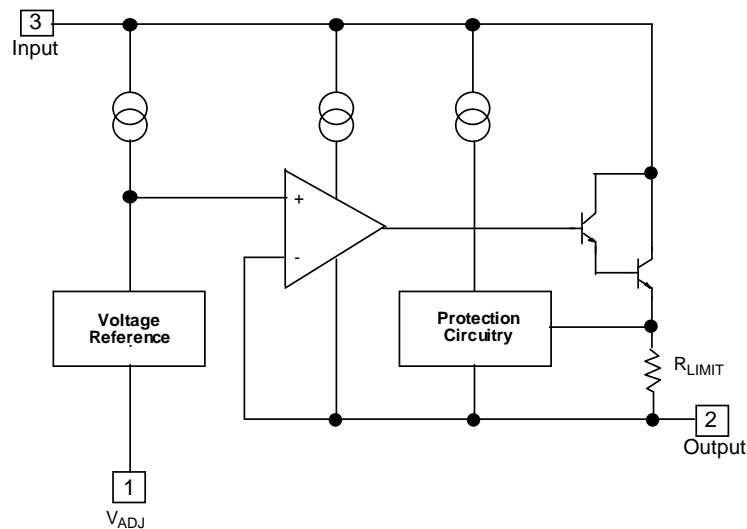 3
Input
+
-
Voltage
Reference
Protection
Circuitry
RLIMIT
2
Output
1
VADJ